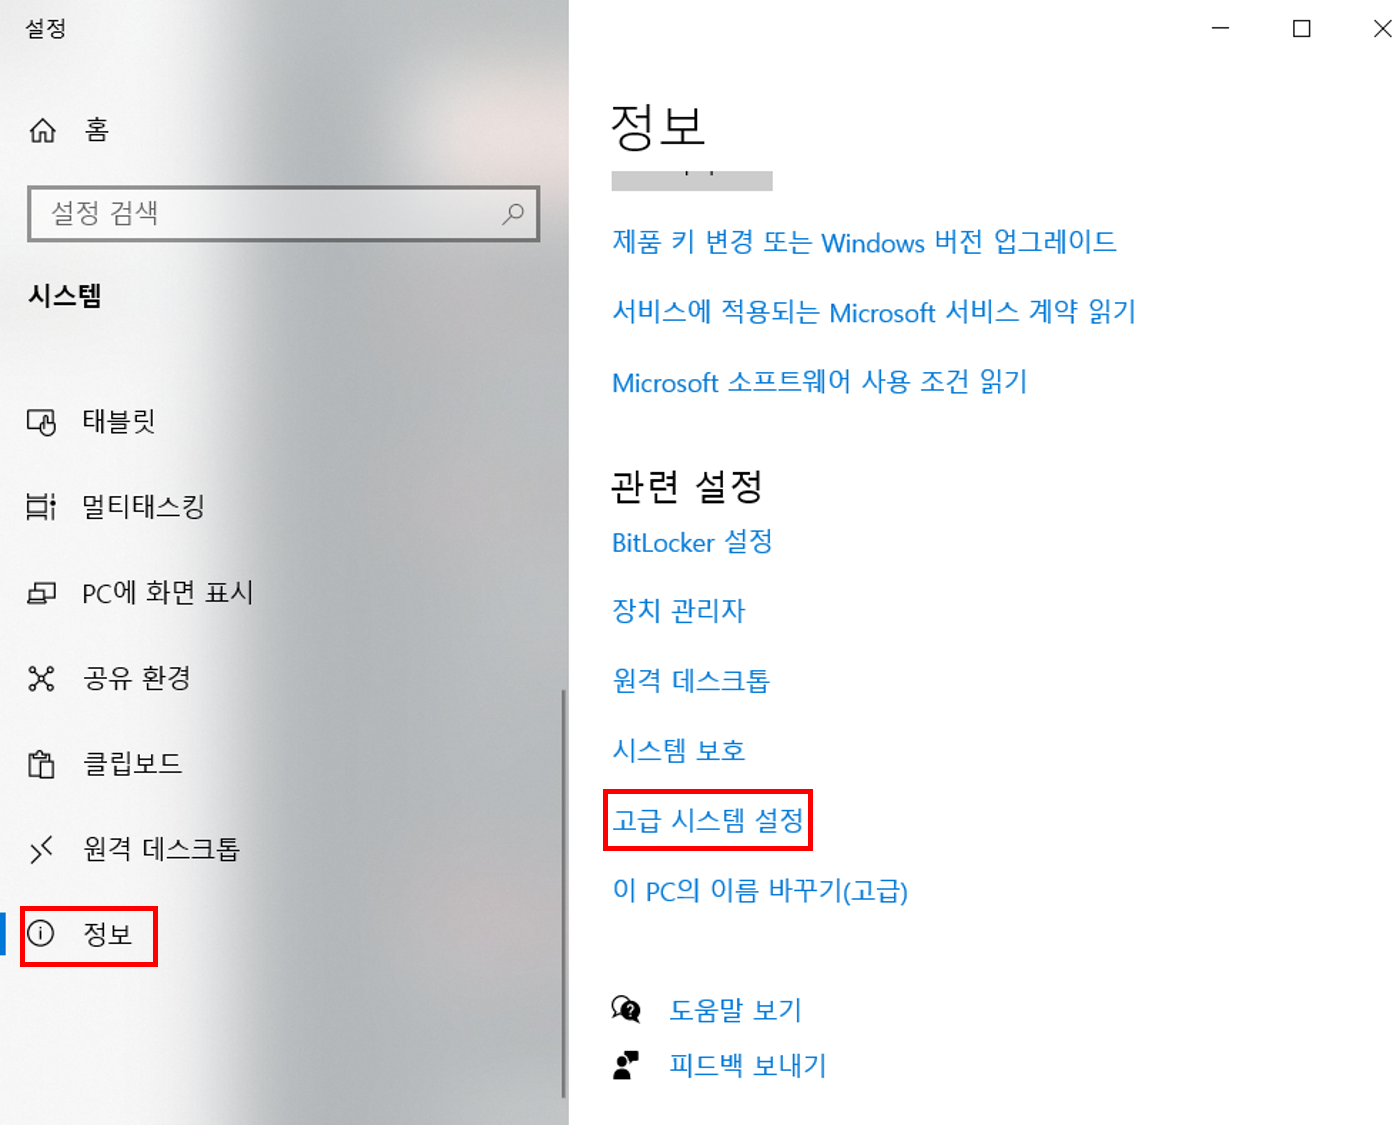 설정
홈
설정 검색
시스템
태블릿
멀티태스킹
PC에 화면 표시
공유 환경
클립보드
원격 데스크톱
정보
정보
제품 키 변경 또는 Windows 버전 업그레이드
서비스에 적용되는 Microsoft 서비스 계약 읽기
Microsoft 소프트웨어 사용 조건 읽기
관련 설정
BitLocker 설정
장치 관리자
원격 데스크톱
시스템 보호
고급 시스템 설정
이 PC의 이름 바꾸기(고급)
도움말 보기
피드백 보내기